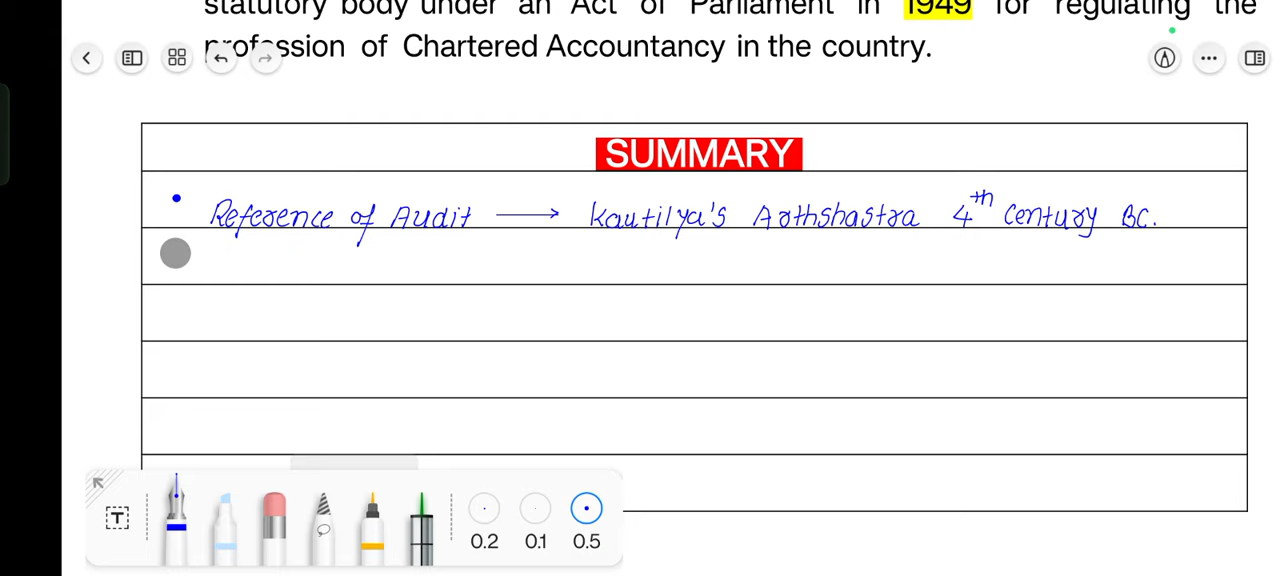 statutory body under an Act of Parliament in 1949 for regulating the
profession of Chartered Accountancy in the country.
SUMMARY
• Reference of Audit → Kautilya's Arthshastra 4th Century BC.
T
0.2 0.1 0.5